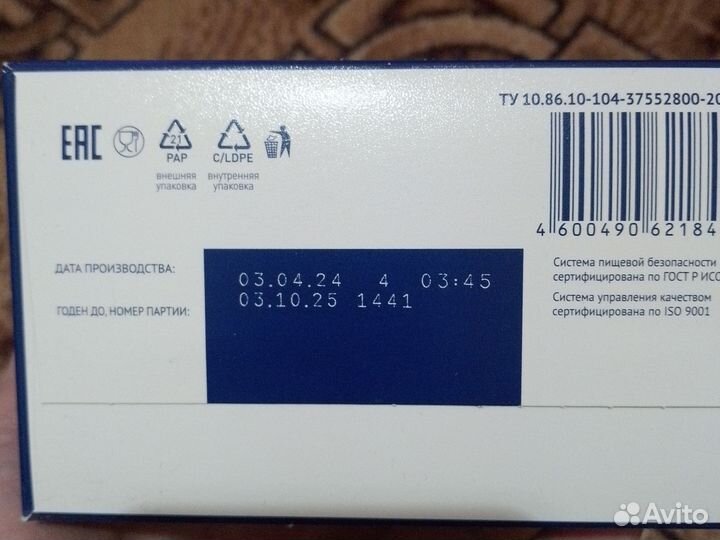 ТУ 10.86.10-104-37552800-20
EAC
21
PAP
C/LDPE
внешняя
упаковка
внутренняя
упаковка
4 600490 62184
ДАТА ПРОИЗВОДСТВА:
03.04.24 4 03:45
ГОДЕН ДО, НОМЕР ПАРТИИ:
03.10.25 1441
Система пищевой безопасности
сертифицирована по ГОСТ Р ИСО
Система управления качеством
сертифицирована по ISO 9001
Avito